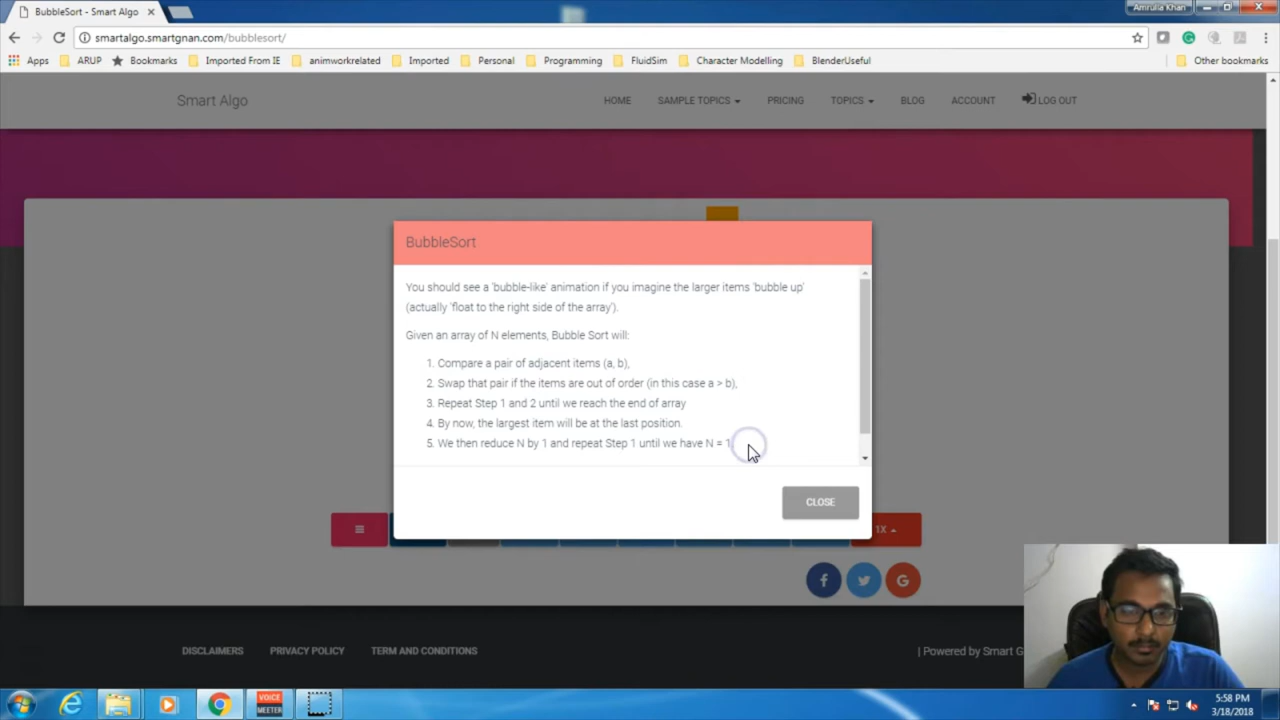 BubbleSort - Smart Algo
Amrulla Khan
smartalgo.smartgnan.com/bubblesort/
Apps ARUP Bookmarks Imported From IE animworkrelated Imported Personal Programming FluidSim Character Modelling BlenderUseful Other bookmarks
Smart Algo HOME SAMPLE TOPICS PRICING TOPICS BLOG ACCOUNT LOG OUT
BubbleSort
You should see a 'bubble-like' animation if you imagine the larger items 'bubble up'
(actually 'float to the right side of the array').
Given an array of N elements, Bubble Sort will:
1. Compare a pair of adjacent items (a, b),
2. Swap that pair if the items are out of order (in this case a > b),
3. Repeat Step 1 and 2 until we reach the end of array
4. By now, the largest item will be at the last position.
5. We then reduce N by 1 and repeat Step 1 until we have N = 1.
CLOSE
1X
DISCLAIMERS PRIVACY POLICY TERM AND CONDITIONS | Powered by Smart G
VOICE
MEETER
5:58 PM
3/18/2018